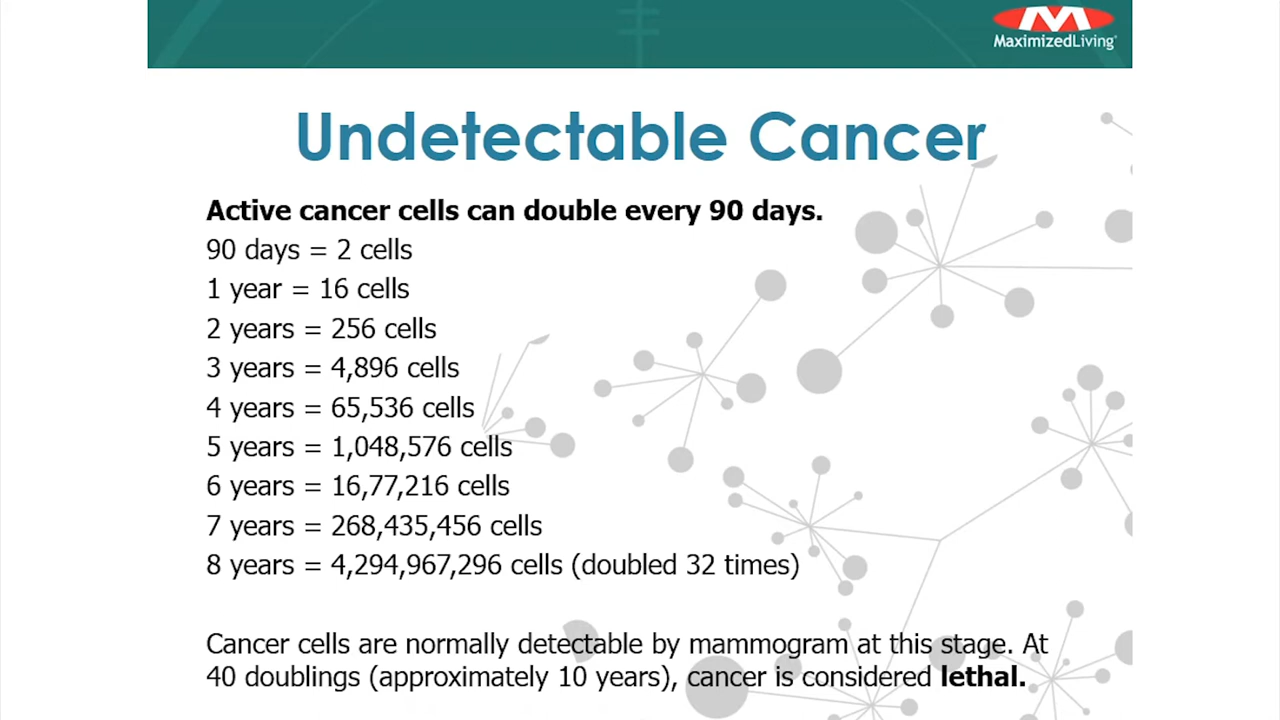 MaximizedLiving
Undetectable Cancer
Active cancer cells can double every 90 days.
90 days = 2 cells
1 year = 16 cells
2 years = 256 cells
3 years = 4,896 cells
4 years = 65,536 cells
5 years = 1,048,576 cells
6 years = 16,77,216 cells
7 years = 268,435,456 cells
8 years = 4,294,967,296 cells (doubled 32 times)
Cancer cells are normally detectable by mammogram at this stage. At
40 doublings (approximately 10 years), cancer is considered lethal.